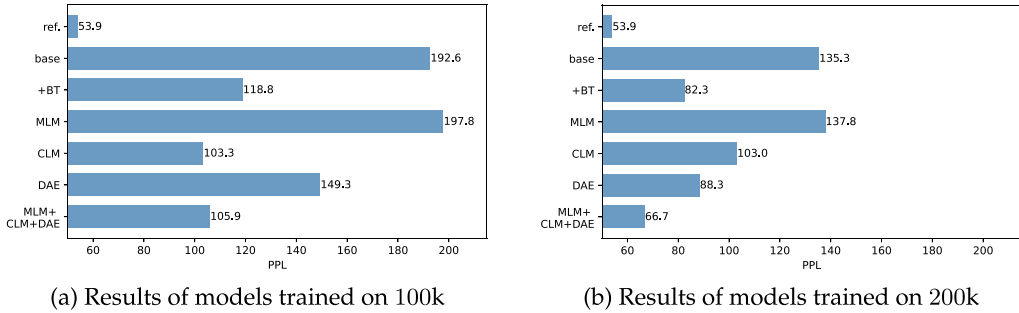 ref.
53.9
base
192.6
+BT
118.8
MLM
197.8
CLM
103.3
DAE
149.3
MLM+
CLM+DAE
105.9
60 80 100 120 140 160 180 200
PPL
(a) Results of models trained on 100k
ref.
53.9
base
135.3
+BT
82.3
MLM
137.8
CLM
103.0
DAE
88.3
MLM+
CLM+DAE
66.7
60 80 100 120 140 160 180 200
PPL
(b) Results of models trained on 200k